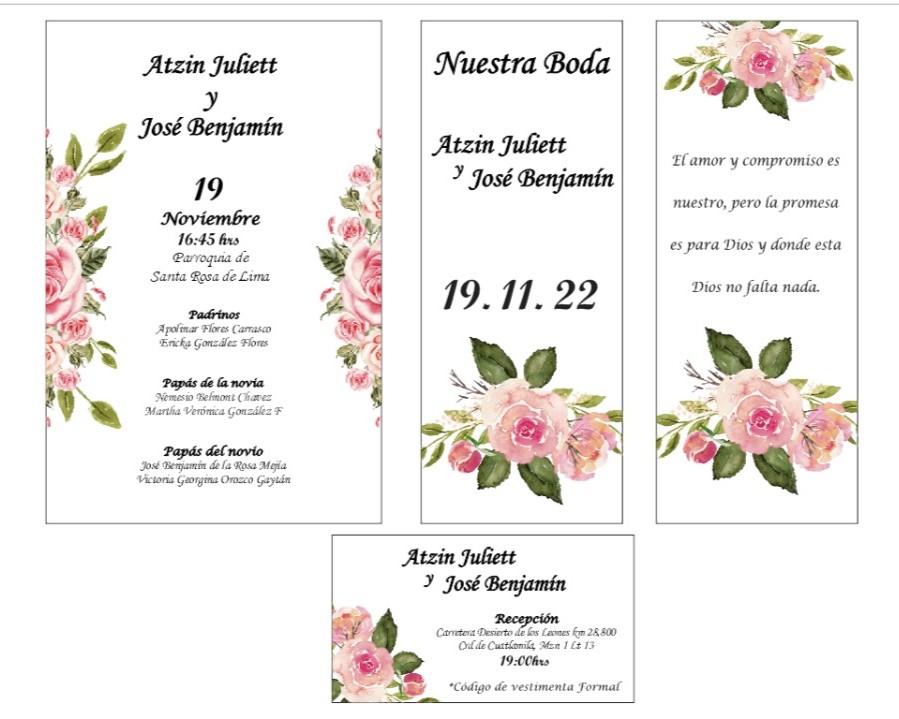 Atzin Juliett
y
José Benjamín
19
Noviembre
16:45 hrs
Parroquia de
Santa Rosa de Lima
Padrinos
Apolinar Flores Carrasco
Ericka González Flores
Papás de la novia
Nemesio Belmont Chavez
Martha Verónica González F
Papás del novio
José Benjamín de la Rosa Mejía
Victoria Georgina Orozco Gaytán
Nuestra Boda
Atzin Juliett
y José Benjamín
19. 11. 22
El amor y compromiso es
nuestro, pero la promesa
es para Dios y donde esta
Dios no falta nada.
Atzin Juliett
y José Benjamín
Recepción
Carretera Desierto de los Leones km 28,800
Col de Cuatlamila, Mzn 1 Lt 13
19:00hrs
*Código de vestimenta Formal